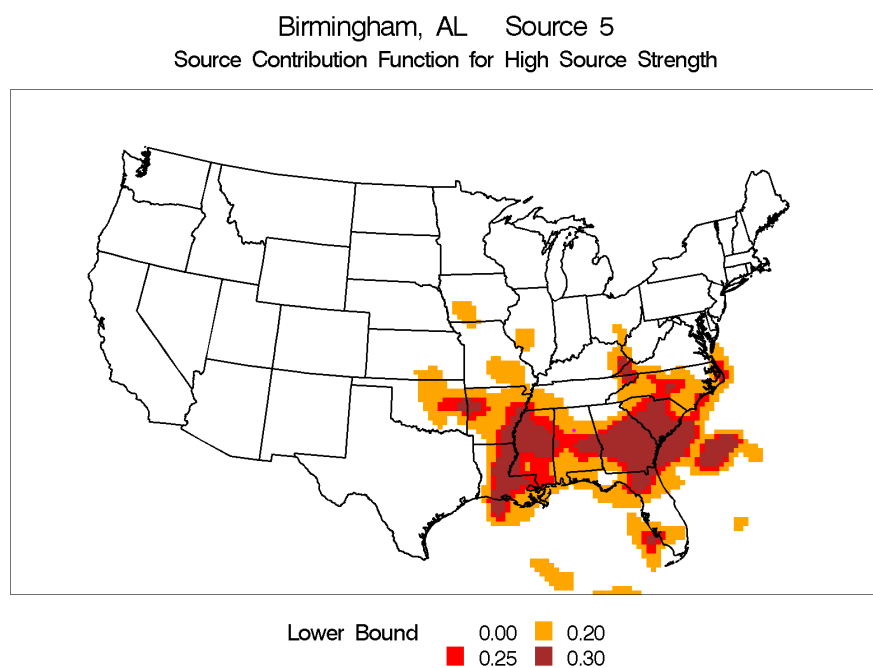 Birmingham, AL Source 5
Source Contribution Function for High Source Strength
Lower Bound 0.00 0.20
0.25 0.30